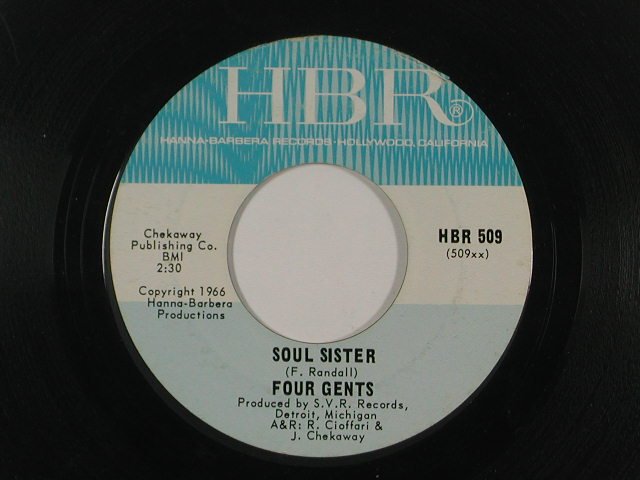 HBR®
HANNA-BARBERA RECORDS · HOLLYWOOD, CALIFORNIA
Chekaway
Publishing Co.
BMI
2:30
Copyright 1966
Hanna-Barbera
Productions
HBR 509
(509xx)
SOUL SISTER
(F. Randall)
FOUR GENTS
Produced by S.V.R. Records,
Detroit, Michigan
A&R: R. Cioffari &
J. Chekaway